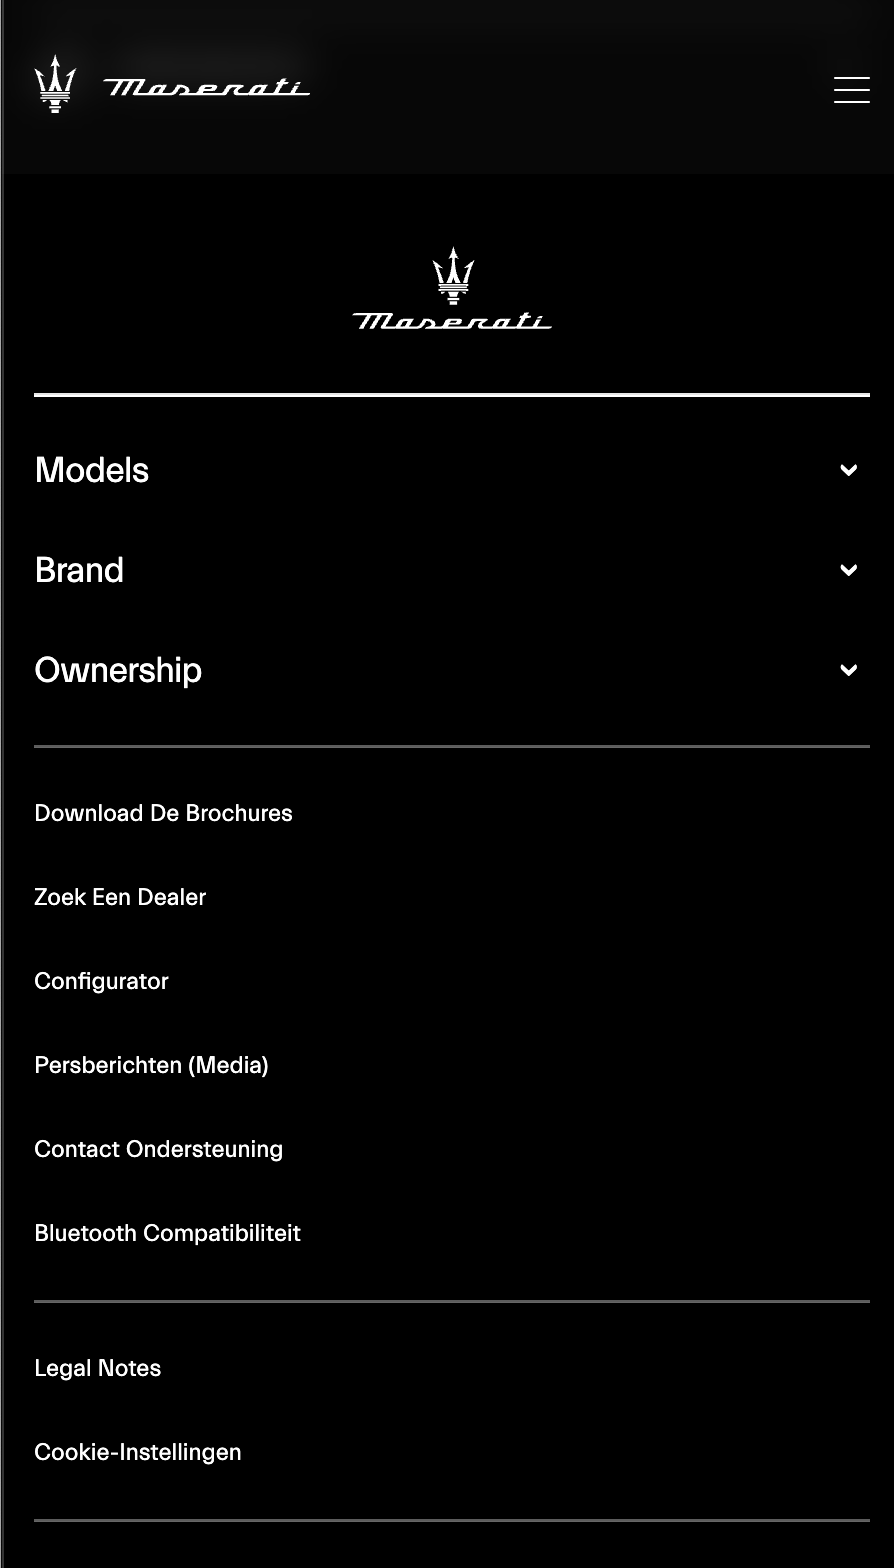 Maserati
Maserati
Models
Brand
Ownership
Download De Brochures
Zoek Een Dealer
Configurator
Persberichten (Media)
Contact Ondersteuning
Bluetooth Compatibiliteit
Legal Notes
Cookie-Instellingen